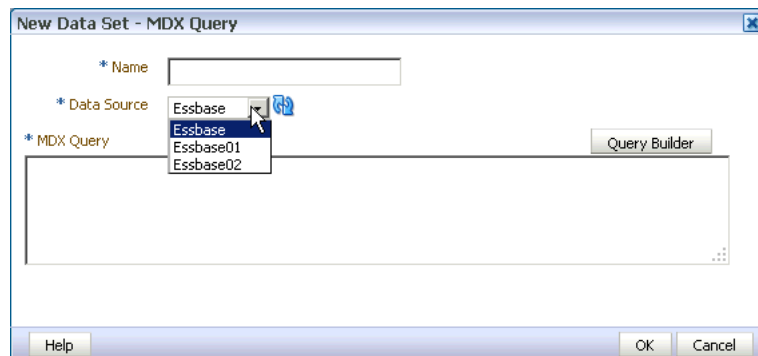 New Data Set - MDX Query
* Name
* Data Source Essbase
Essbase
Essbase01
Essbase02
* MDX Query Query Builder
Help OK Cancel